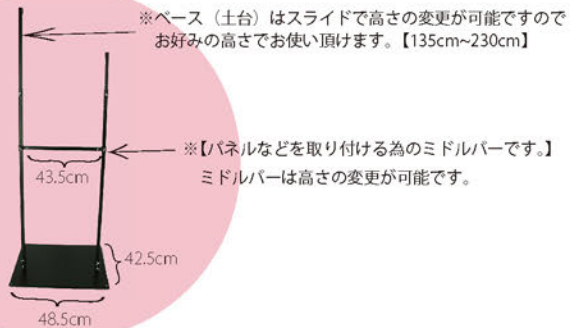 ※ベース（土台）はスライドで高さの変更が可能ですので
お好みの高さでお使い頂けます。【135cm~230cm】
※【パネルなどを取り付ける為のミドルバーです。】
43.5cm
ミドルバーは高さの変更が可能です。
42.5cm
48.5cm